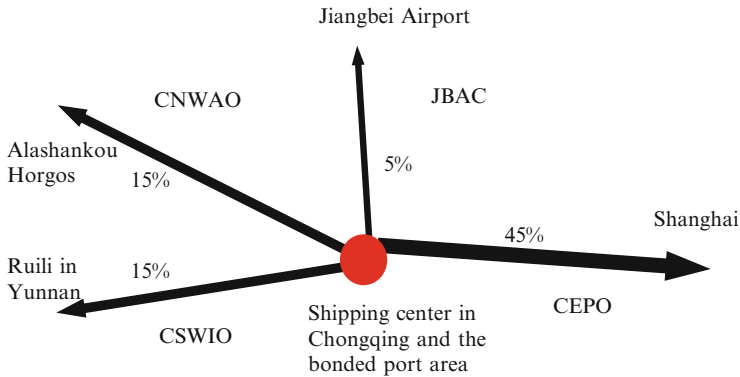 Jiangbei Airport
CNWAO
JBAC
Alashankou
Horgos
15%
5%
Shanghai
45%
Ruili in
Yunnan
15%
CSWIO
CEPO
Shipping center in
Chongqing and the
bonded port area